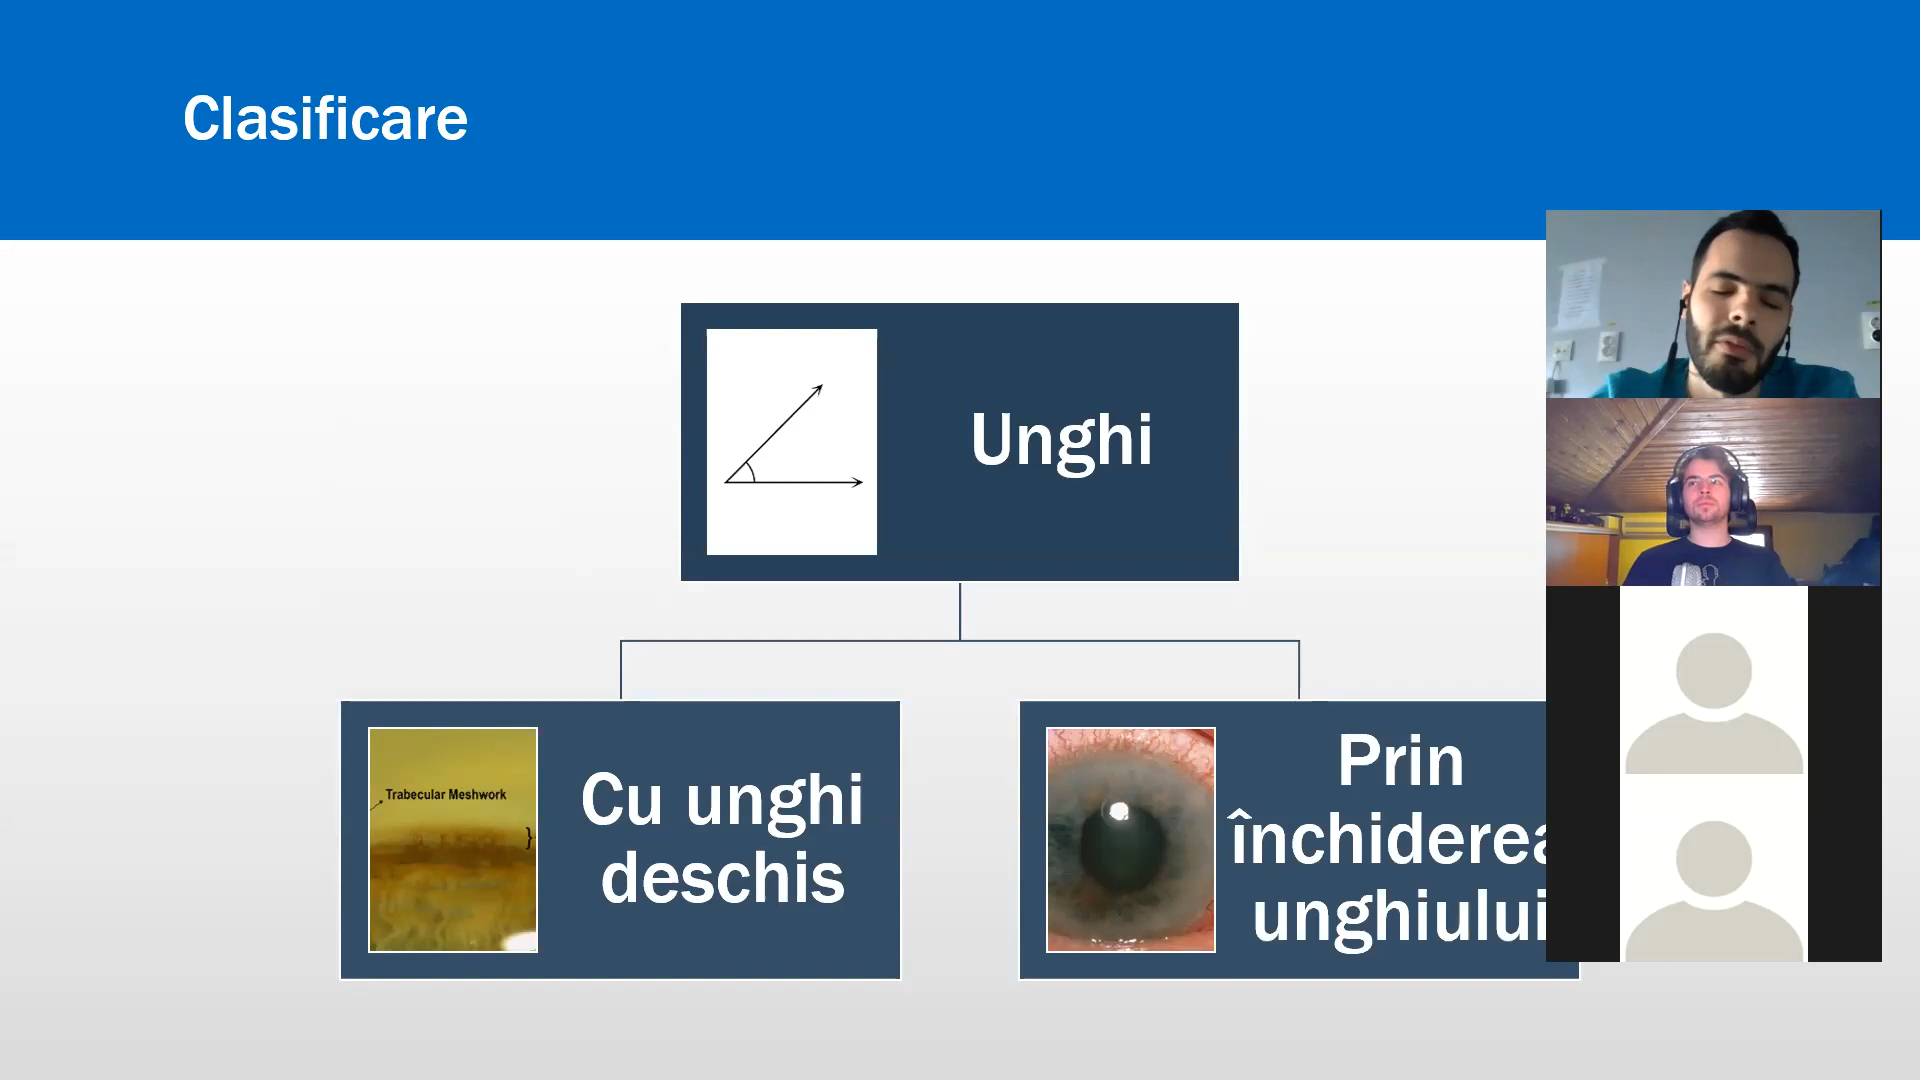 Clasificare
Unghi
Trabecular Meshwork
}
Cu unghi
deschis
Prin
închiderea
unghiului